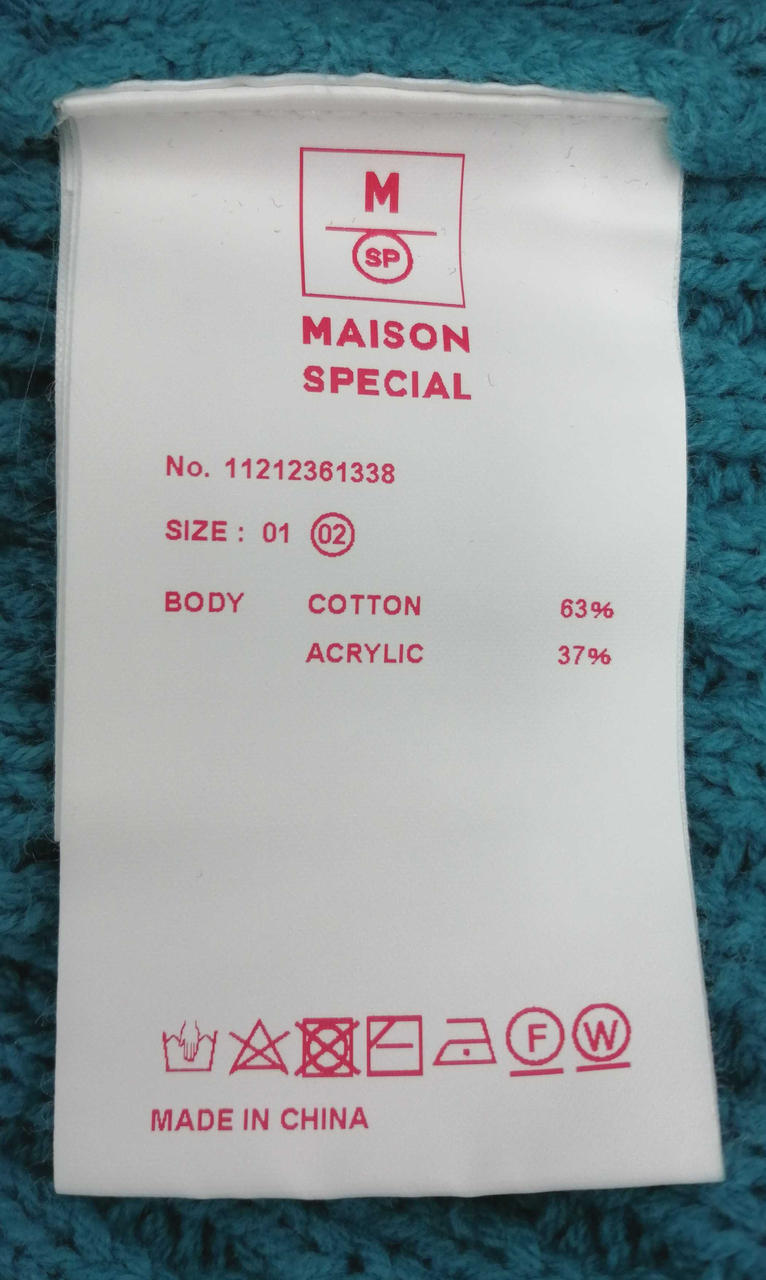 M
SP
MAISON
SPECIAL
No. 11212361338
SIZE : 01 02
BODY COTTON 63%
ACRYLIC 37%
F W
MADE IN CHINA